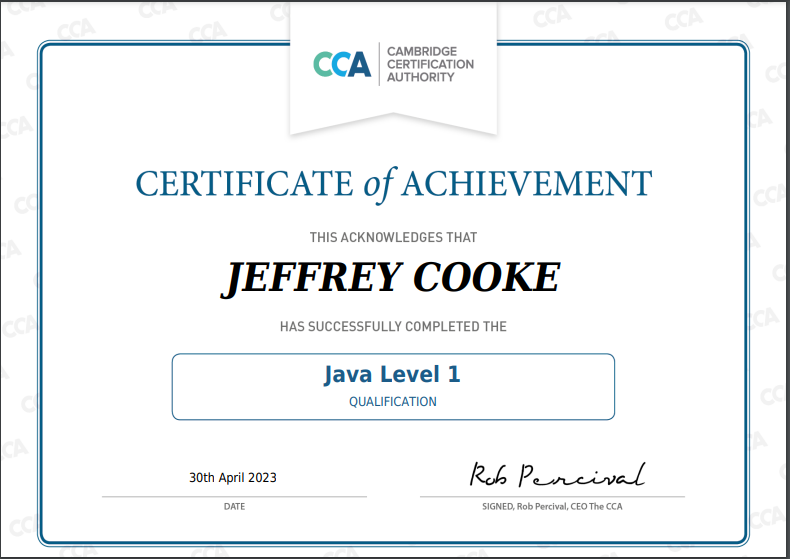 CCA
CAMBRIDGE
CERTIFICATION
AUTHORITY
CERTIFICATE of ACHIEVEMENT
THIS ACKNOWLEDGES THAT
JEFFREY COOKE
HAS SUCCESSFULLY COMPLETED THE
Java Level 1
QUALIFICATION
30th April 2023
Rob Percival
DATE
SIGNED, Rob Percival, CEO The CCA